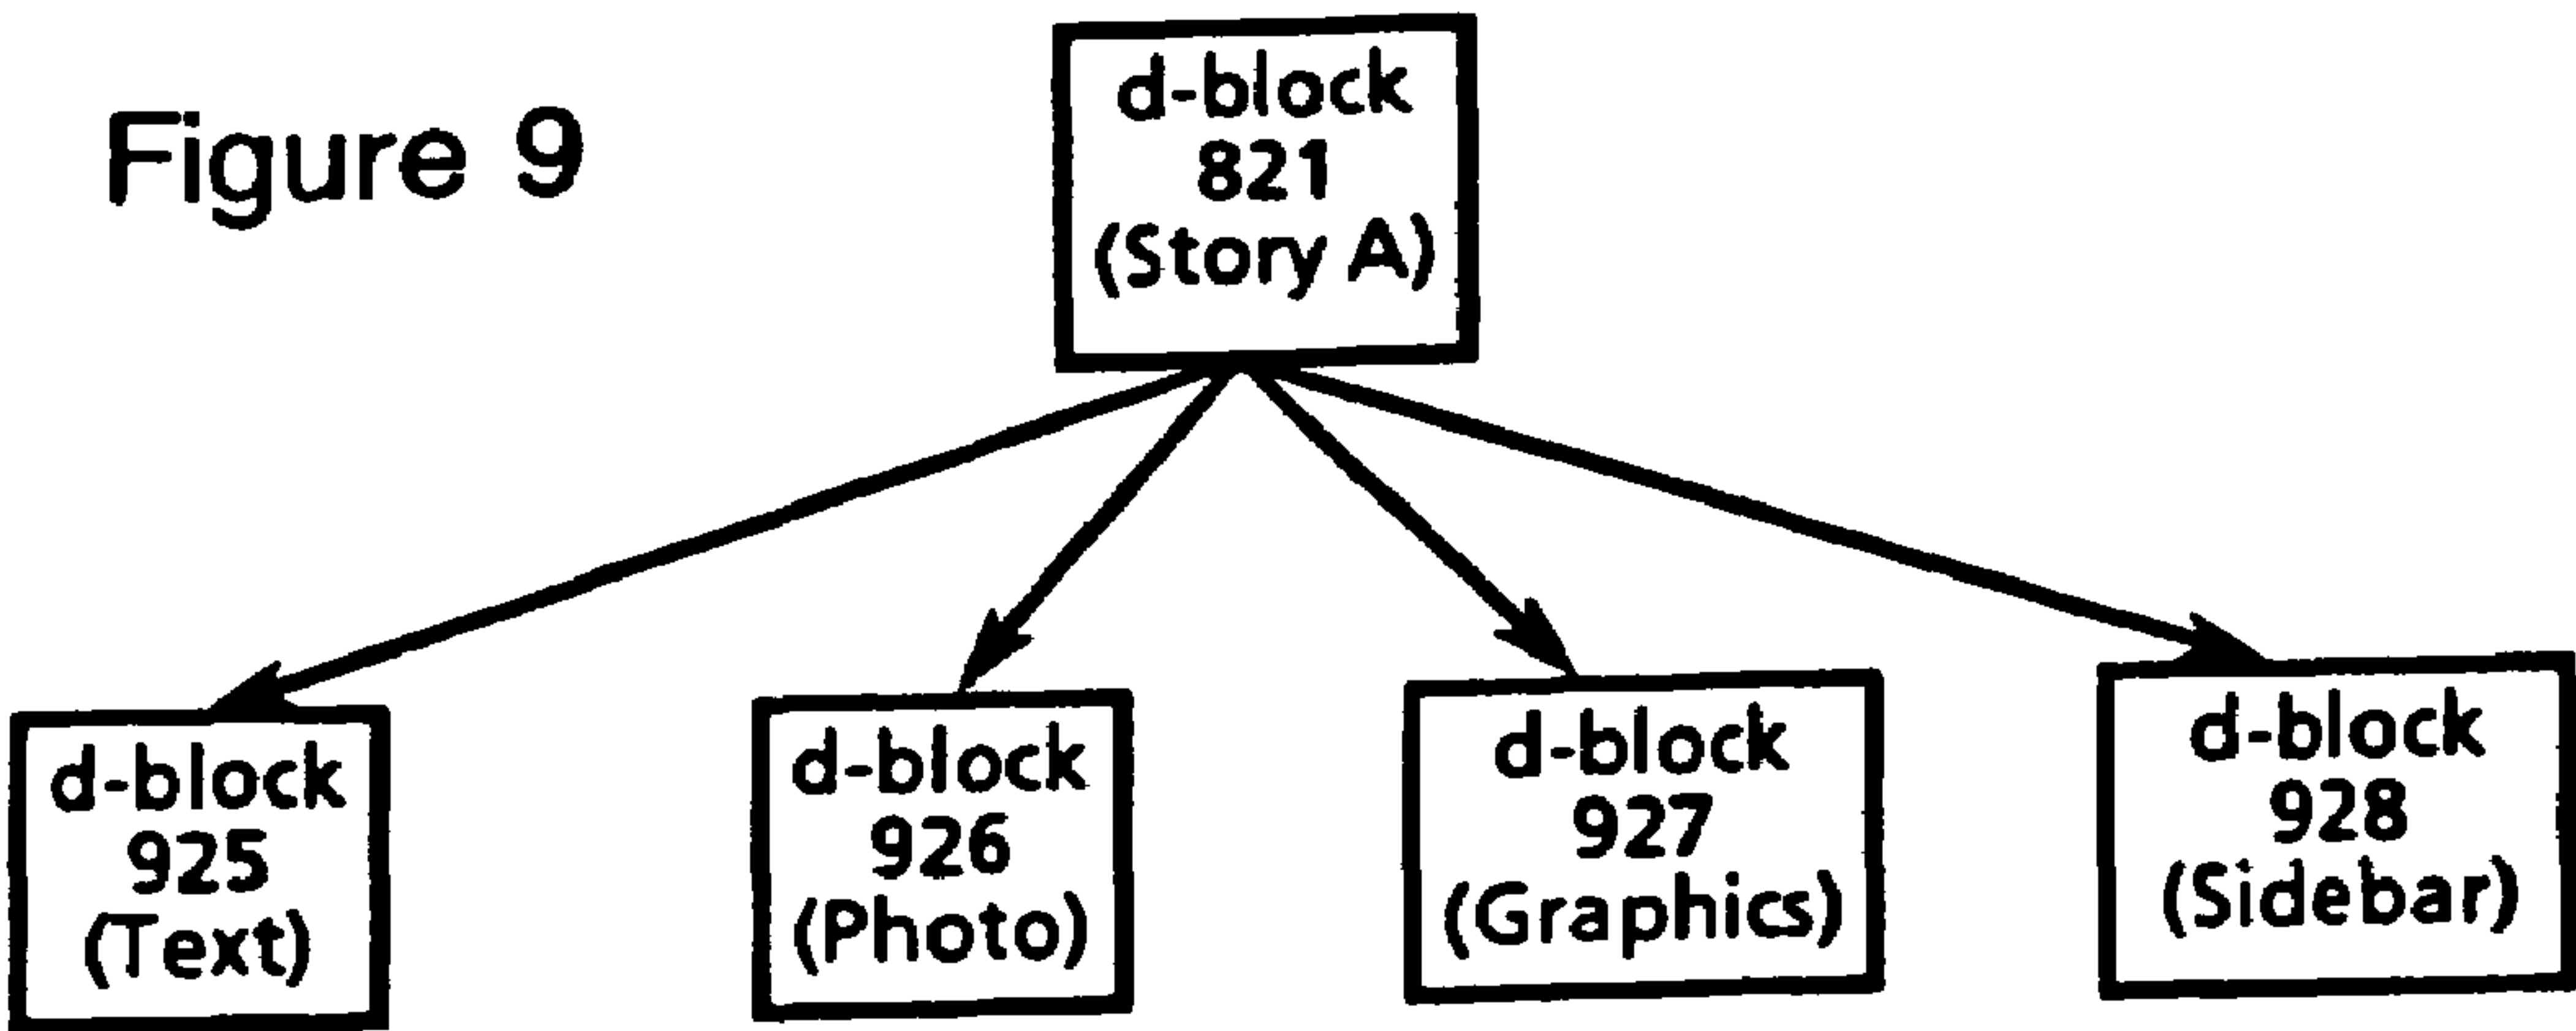 Figure 9
d-block
821
(Story A)
d-block
925
(Text)
d-block
926
(Photo)
d-block
927
(Graphics)
d-block
928
(Sidebar)